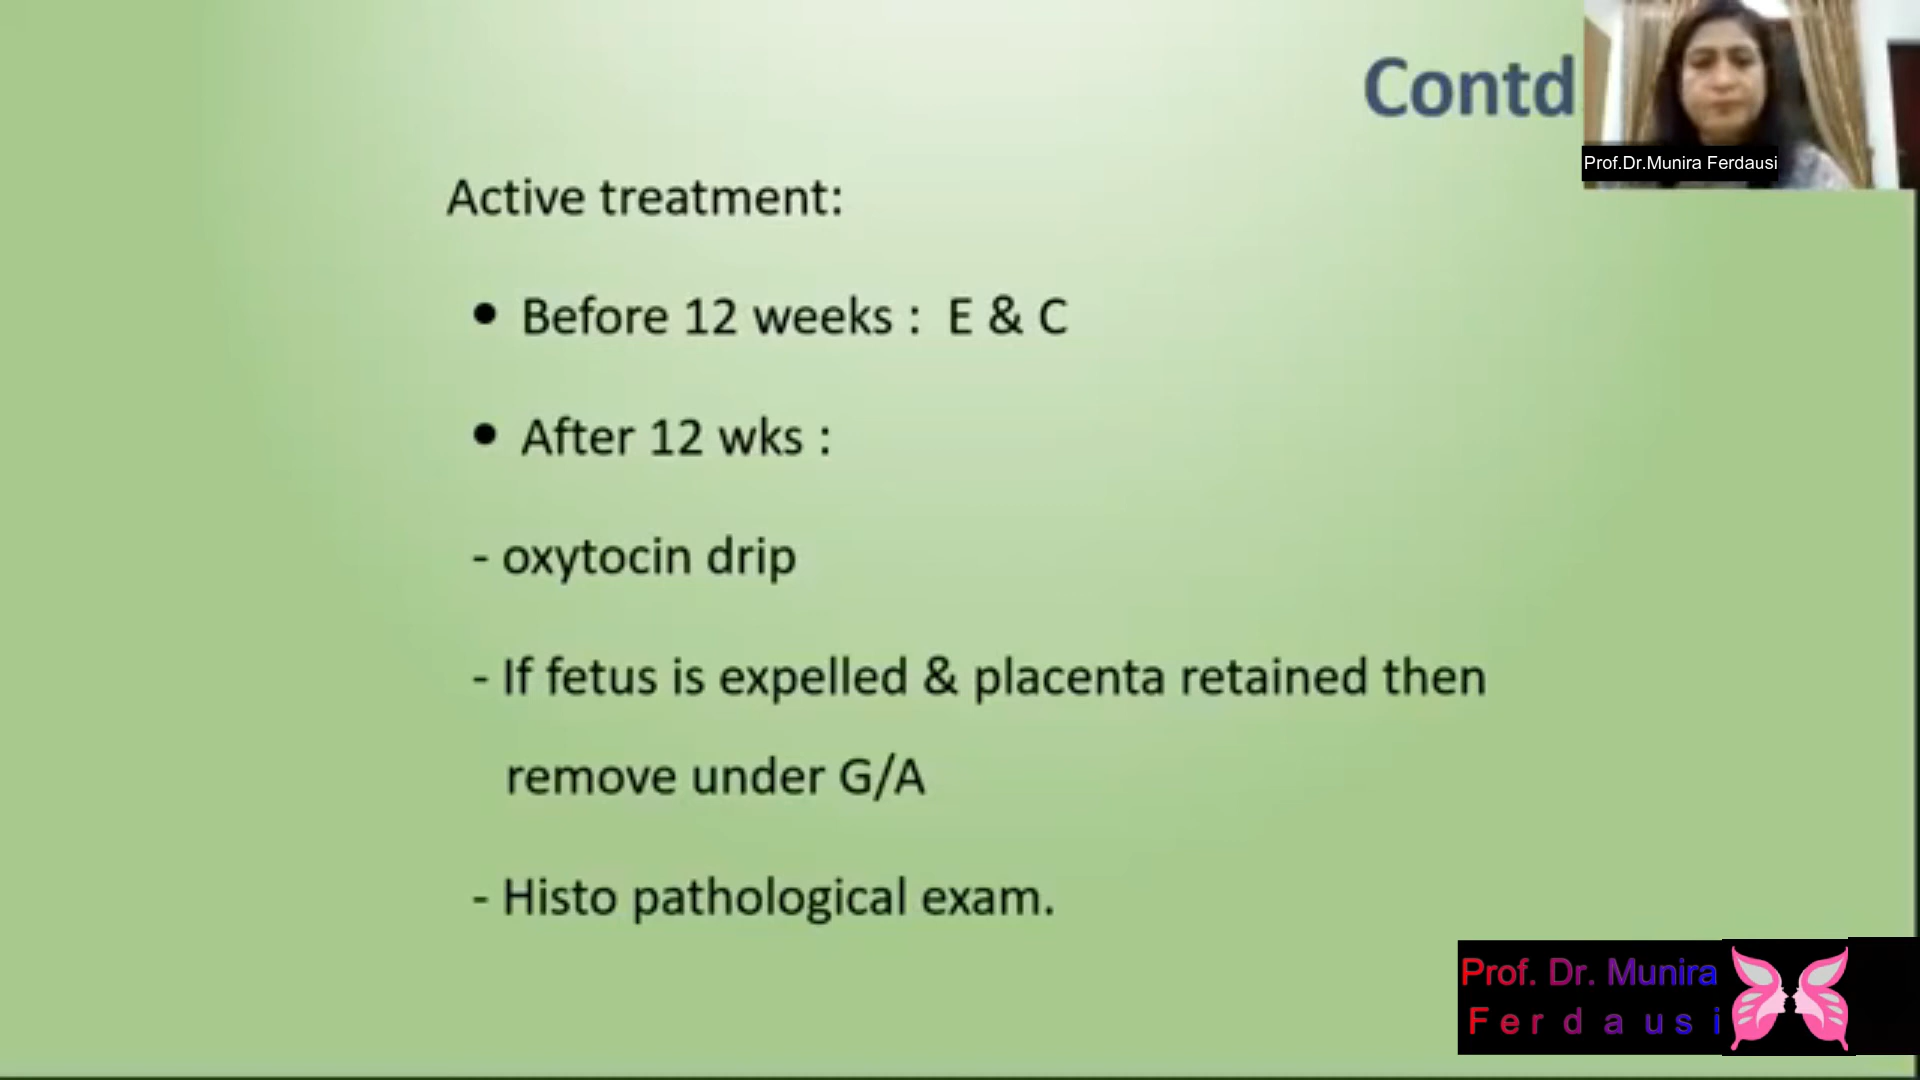 Contd
Prof.Dr.Munira Ferdausi
Active treatment:
• Before 12 weeks : E & C
• After 12 wks :
- oxytocin drip
- If fetus is expelled & placenta retained then
remove under G/A
- Histo pathological exam.
Prof. Dr. Munira
Ferdausi